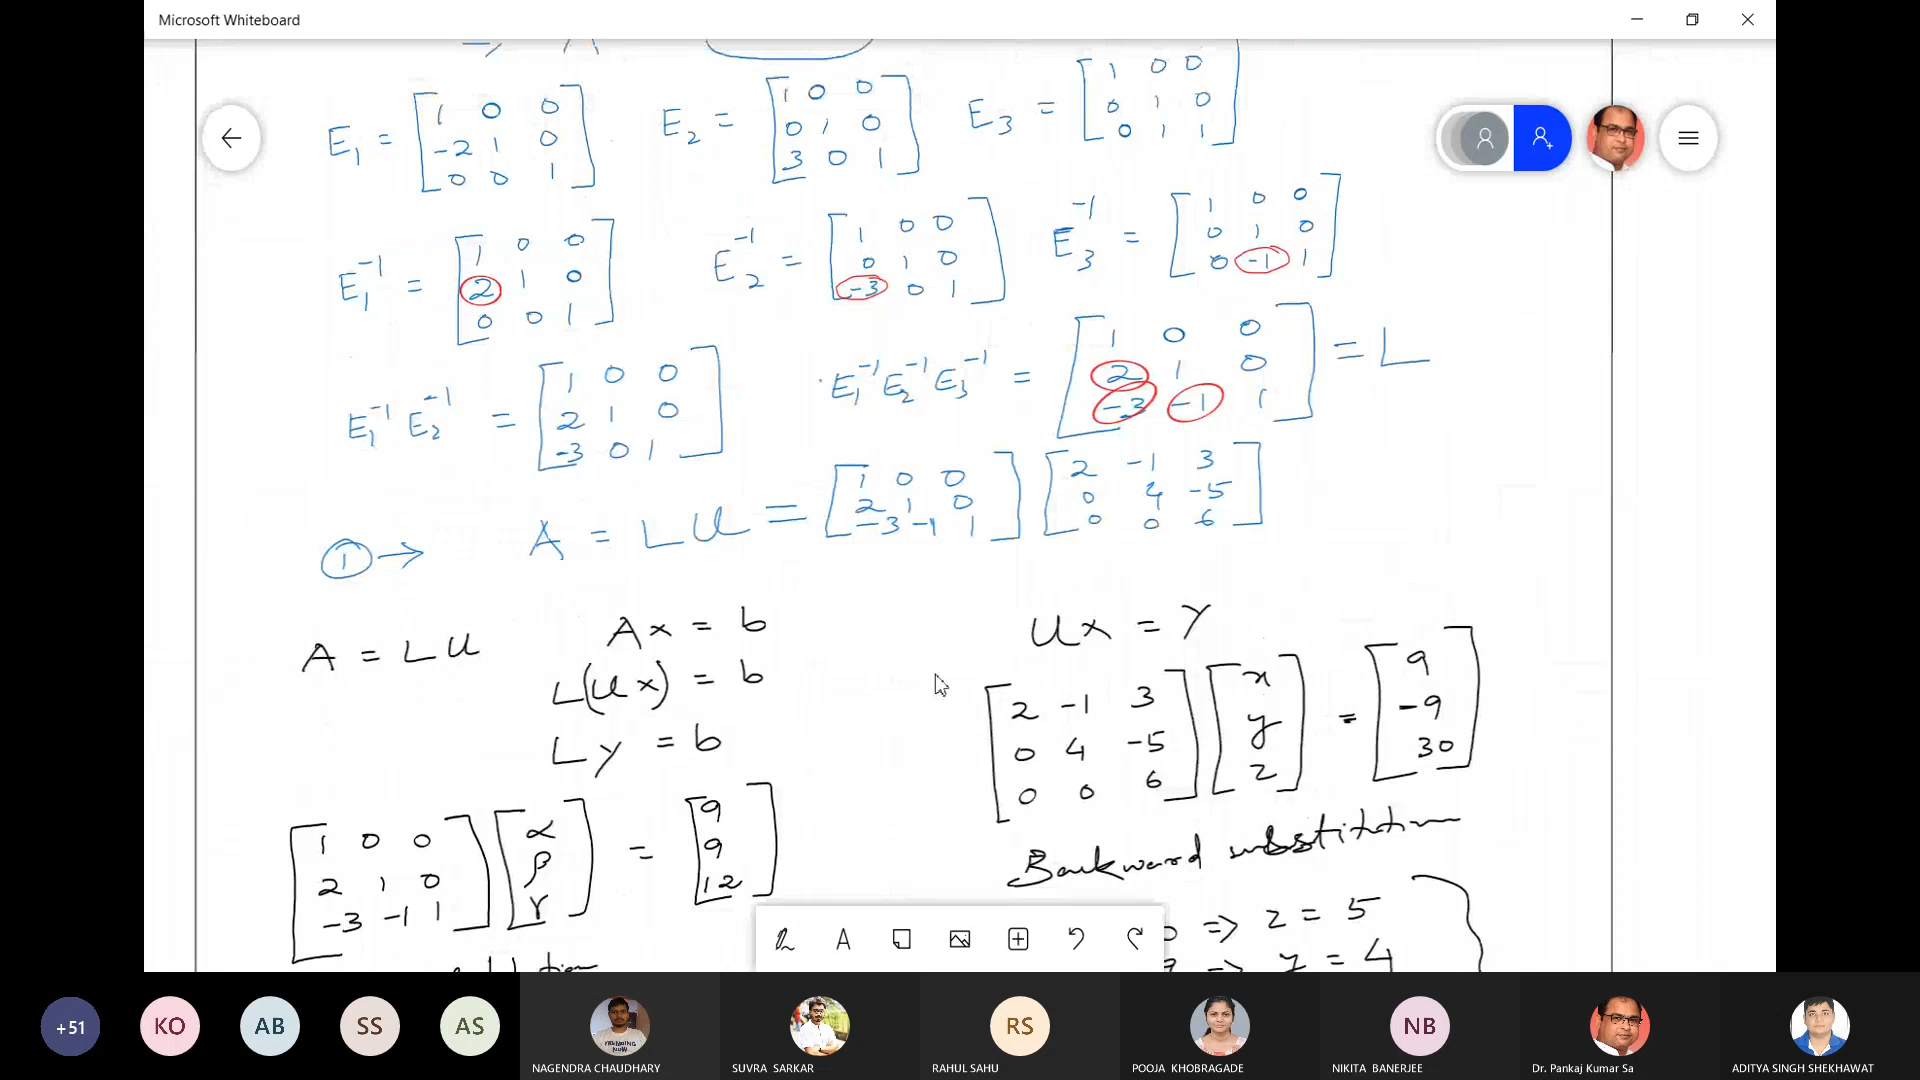 Microsoft Whiteboard
E₁ = [1 0 0; -2 1 0; 0 0 1]   E₂ = [1 0 0; 0 1 0; 3 0 1]   E₃ = [1 0 0; 0 1 0; 0 1 1]
E₁⁻¹ = [1 0 0; 2 1 0; 0 0 1]   E₂⁻¹ = [1 0 0; 0 1 0; -3 0 1]   E₃⁻¹ = [1 0 0; 0 1 0; 0 -1 1]
E₁⁻¹ E₂⁻¹ = [1 0 0; 2 1 0; -3 0 1]   E₁⁻¹ E₂⁻¹ E₃⁻¹ = [1 0 0; 2 1 0; -3 -1 1] = L
① → A = LU = [1 0 0; 2 1 0; -3 -1 1] [2 -1 3; 0 4 -5; 0 0 6]
A = LU
Ax = b
L(Ux) = b
Ly = b
[1 0 0; 2 1 0; -3 -1 1] [α; β; γ] = [9; 9; 12]
Ux = Y
[2 -1 3; 0 4 -5; 0 0 6] [x; y; z] = [9; -9; 30]
Backward substitution
=> z = 5
=> y = 4
+51
KO
AB
SS
AS
NAGENDRA CHAUDHARY
SUVRA SARKAR
RS
RAHUL SAHU
POOJA KHOBRAGADE
NB
NIKITA BANERJEE
Dr. Pankaj Kumar Sa
ADITYA SINGH SHEKHAWAT